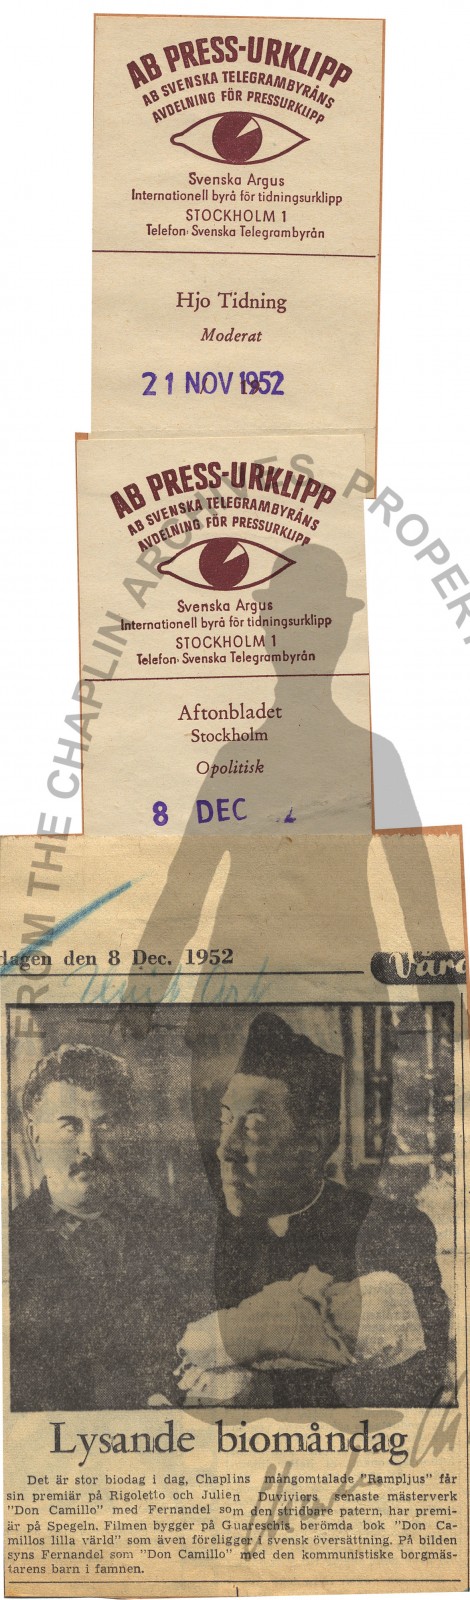 AB PRESS-URKLIPP
AB SVENSKA TELEGRAMBYRÅNS
AVDELNING FÖR PRESSURKLIPP
Svenska Argus
Internationell byrå för tidningsurklipp
STOCKHOLM 1
Telefon: Svenska Telegrambyrån
Hjo Tidning
Moderat
21 NOV 1952
AB PRESS-URKLIPP
AB SVENSKA TELEGRAMBYRÅNS
AVDELNING FÖR PRESSURKLIPP
Svenska Argus
Internationell byrå för tidningsurklipp
STOCKHOLM 1
Telefon: Svenska Telegrambyrån
Aftonbladet
Stockholm
Opolitisk
8 DEC
FROM THE CHAPLIN ARCHIVES PROPERT
dagen den 8 Dec. 1952
Lysande biomåndag
Det är stor biodag i dag, Chaplins mångomtalade "Rampljus" får
sin premiär på Rigoletto och Julien Duviviers senaste mästerverk
"Don Camillo" med Fernandel som den stridbare patern, har premi-
är på Spegeln. Filmen bygger på Guareschis berömda bok "Don Ca-
millos lilla värld" som även föreligger i svensk översättning. På bilden
syns Fernandel som "Don Camillo" med den kommunistiske borgmäs-
tarens barn i famnen.